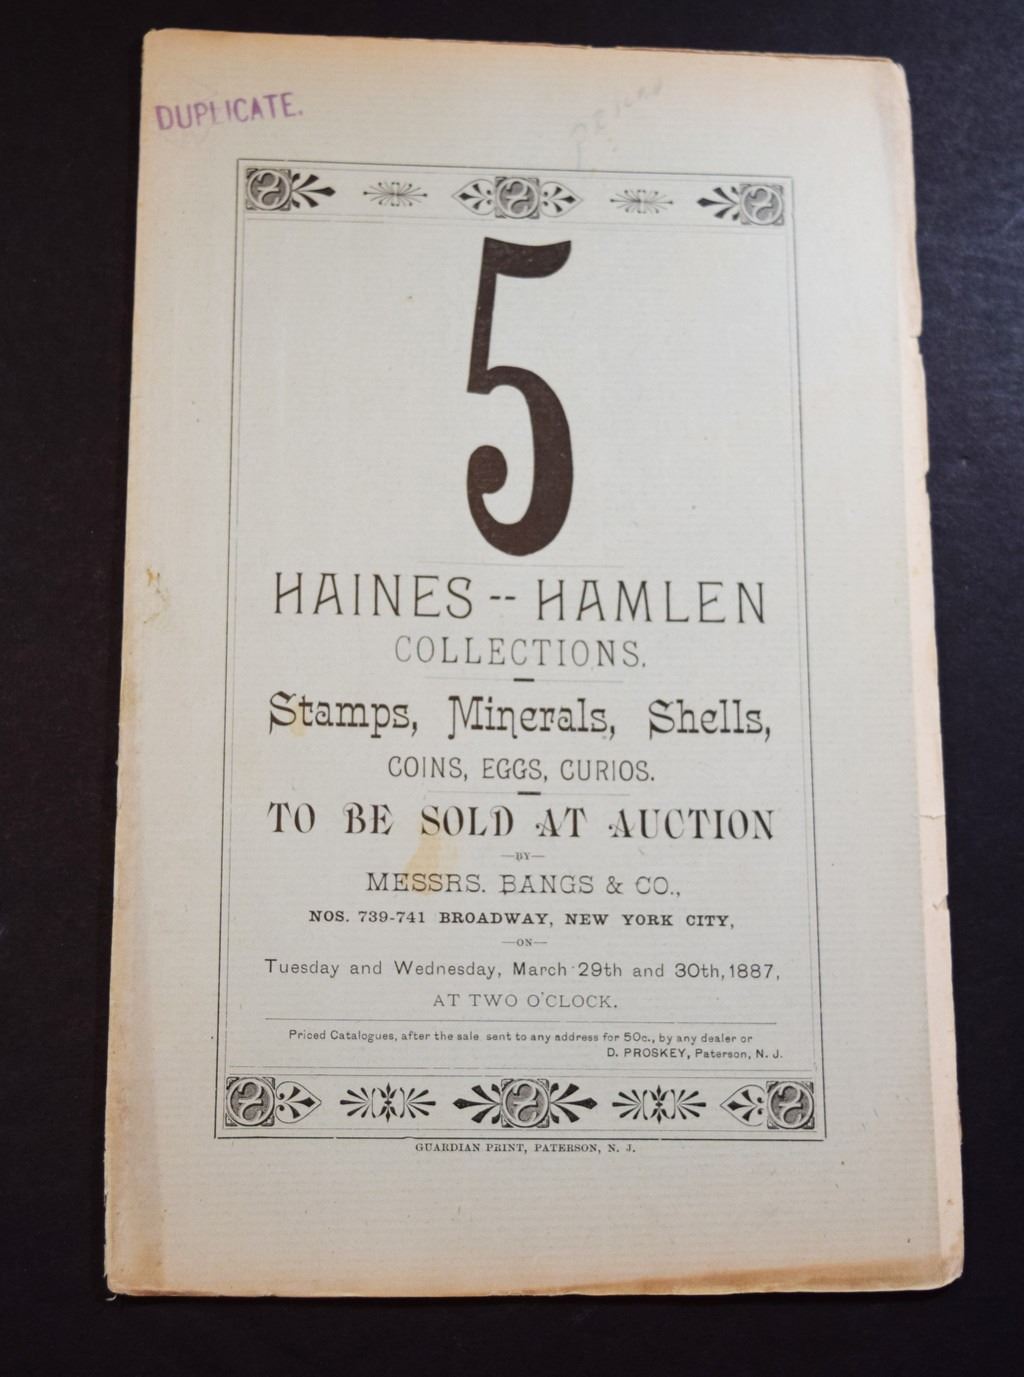 DUPLICATE.
5
HAINES -- HAMLEN
COLLECTIONS.
Stamps, Minerals, Shells,
COINS, EGGS, CURIOS.
TO BE SOLD AT AUCTION
—BY—
MESSRS. BANGS & CO.,
NOS. 739-741 BROADWAY, NEW YORK CITY,
—ON—
Tuesday and Wednesday, March 29th and 30th, 1887,
AT TWO O'CLOCK.
Priced Catalogues, after the sale sent to any address for 50c., by any dealer or
D. PROSKEY, Paterson, N. J.
GUARDIAN PRINT, PATERSON, N. J.